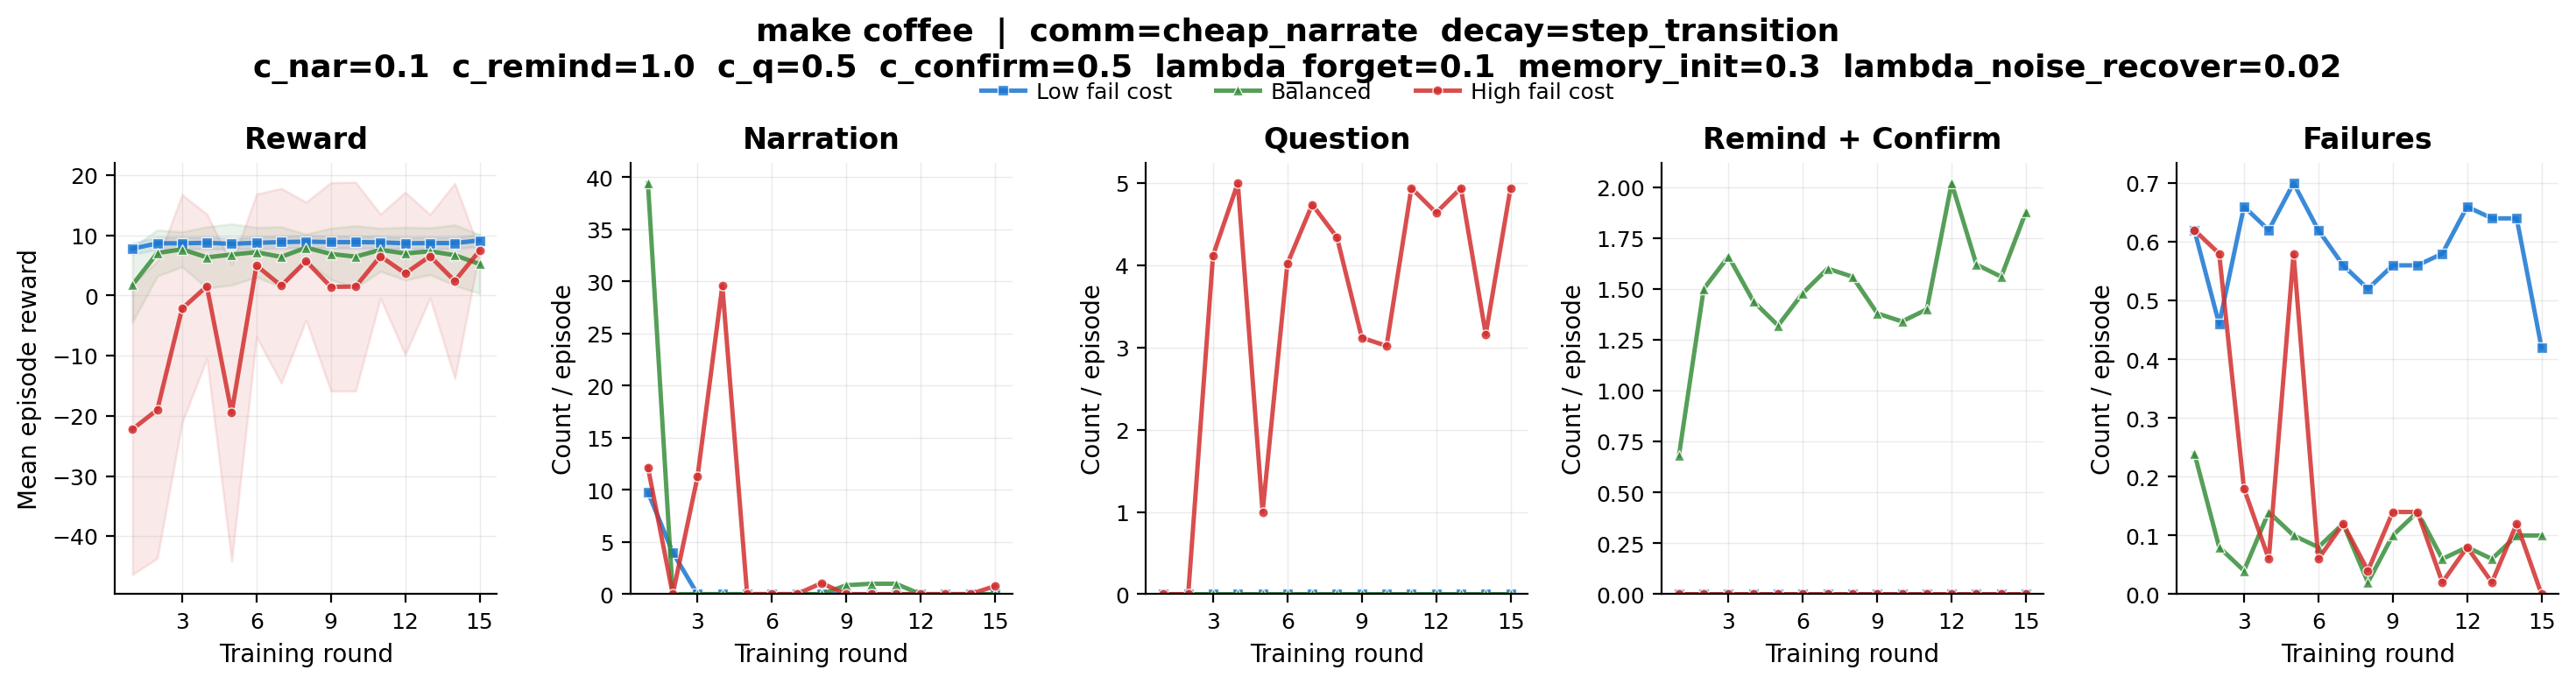 make coffee | comm=cheap_narrate decay=step_transition
c_nar=0.1 c_remind=1.0 c_q=0.5 c_confirm=0.5 lambda_forget=0.1 memory_init=0.3 lambda_noise_recover=0.02
Low fail cost Balanced High fail cost
Reward
Mean episode reward
20
10
0
−10
−20
−30
−40
3 6 9 12 15
Training round
Narration
Count / episode
40
35
30
25
20
15
10
5
0
3 6 9 12 15
Training round
Question
Count / episode
5
4
3
2
1
0
3 6 9 12 15
Training round
Remind + Confirm
Count / episode
2.00
1.75
1.50
1.25
1.00
0.75
0.50
0.25
0.00
3 6 9 12 15
Training round
Failures
Count / episode
0.7
0.6
0.5
0.4
0.3
0.2
0.1
0.0
3 6 9 12 15
Training round